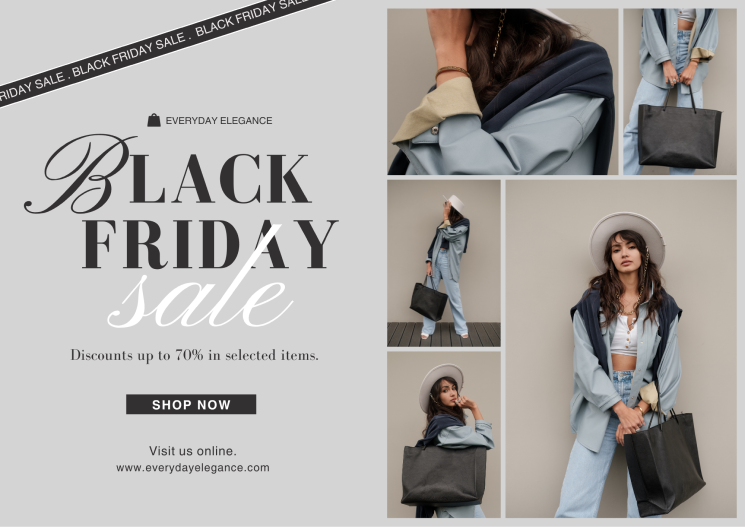 RIDAY SALE . BLACK FRIDAY SALE . BLACK FRIDAY SALE
EVERYDAY ELEGANCE
BLACK
FRIDAY
sale
Discounts up to 70% in selected items.
SHOP NOW
Visit us online.
www.everydayelegance.com